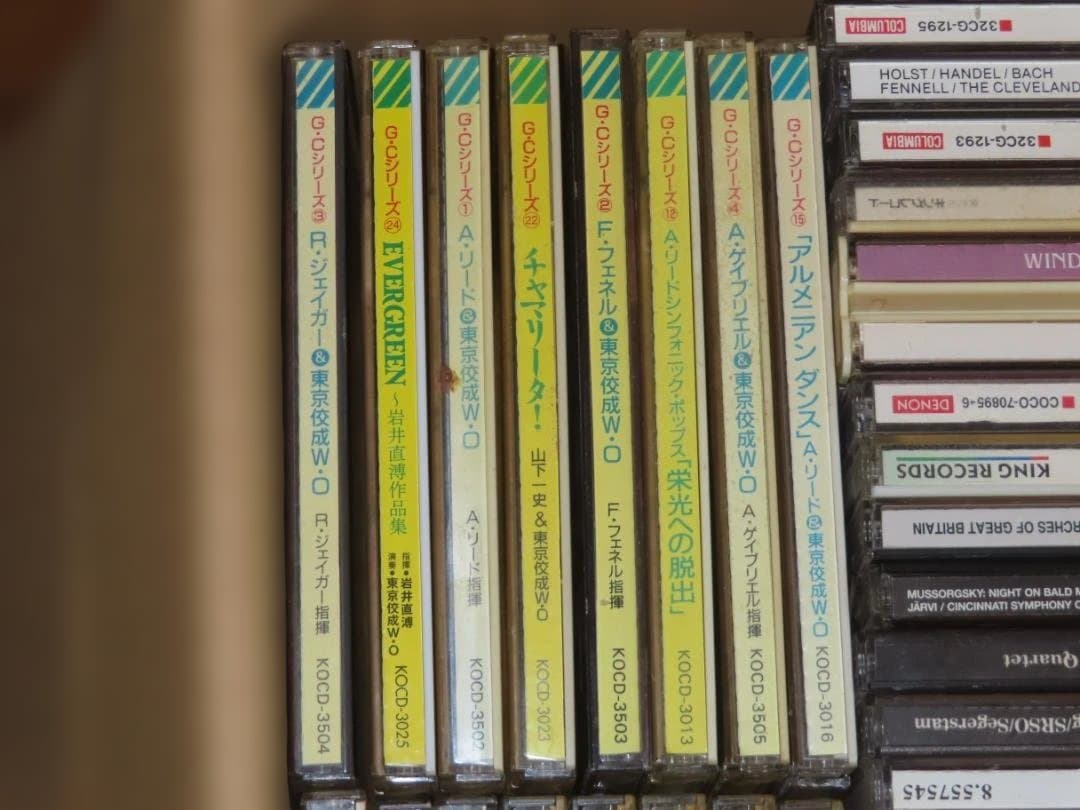 G・Cシリーズ③ R・ジェイガー&東京佼成W・O R・ジェイガー指揮 KOCD-3504
G・Cシリーズ㉔ EVERGREEN ～岩井直溥作品集
指揮●岩井直溥
演奏●東京佼成W・O
KOCD-3025
G・Cシリーズ① A・リード&東京佼成W・O A・リード指揮 KOCD-3502
G・Cシリーズ㉒ チャマリータ! 山下一史&東京佼成W・O KOCD-3023
G・Cシリーズ② F・フェネル&東京佼成W・O F・フェネル指揮 KOCD-3503
G・Cシリーズ⑫ A・リードシンフォニック・ポップス「栄光への脱出」 KOCD-3013
G・Cシリーズ④ A・ゲイブリエル&東京佼成W・O A・ゲイブリエル指揮 KOCD-3505
G・Cシリーズ⑮ 「アルメニアン ダンス」A・リード&東京佼成W・O KOCD-3016
COLUMBIA 32CG-1295
HOLST / HANDEL / BACH
FENNELL / THE CLEVELAND
COLUMBIA 32CG-1293
WIND
DENON COCO-70895→6
KING RECORDS
RCHES OF GREAT BRITAIN
MUSSORGSKY: NIGHT ON BALD M
JÄRVI / CINCINNATI SYMPHONY O
Quartet
g/SRSO/Segerstam
8.557545